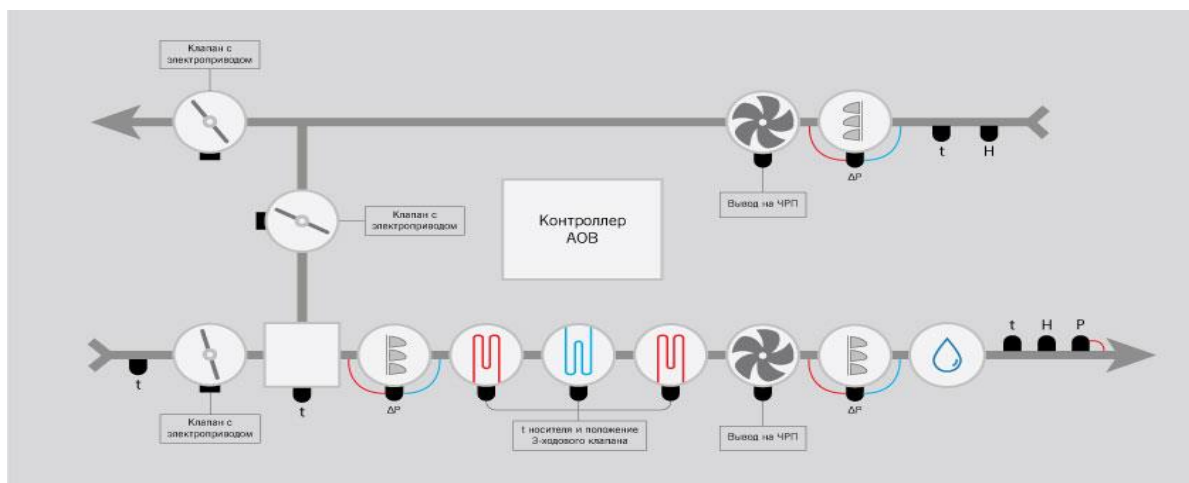 Клапан с
электроприводом
t
H
ΔP
Вывод на ЧРП
Контроллер
АОВ
Клапан с
электроприводом
t
H
P
t
t
ΔP
ΔP
Клапан с
электроприводом
t носителя и положение
3-ходового клапана
Вывод на ЧРП